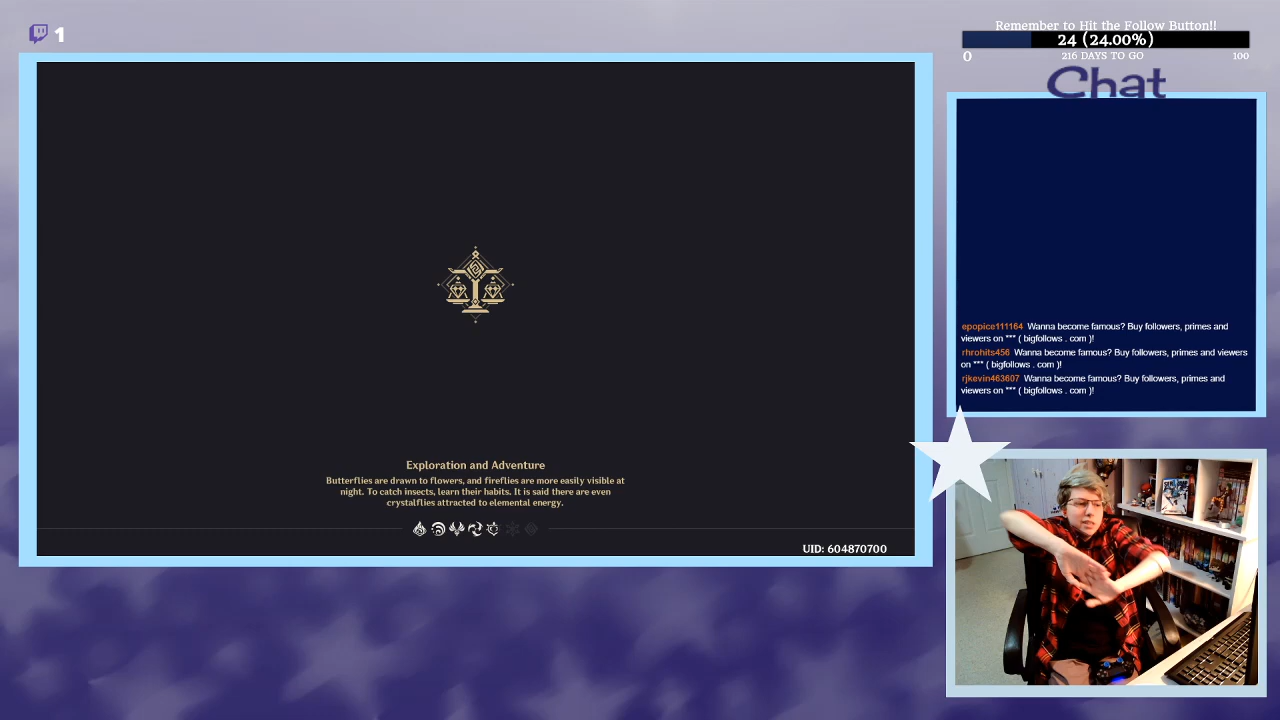 1
Remember to Hit the Follow Button!!
24 (24.00%)
0
216 DAYS TO GO
100
Chat
epopice111164 Wanna become famous? Buy followers, primes and
viewers on *** ( bigfollows . com )!
rhrohits456 Wanna become famous? Buy followers, primes and viewers
on *** ( bigfollows . com )!
rjkevin463607 Wanna become famous? Buy followers, primes and
viewers on *** ( bigfollows . com )!
Exploration and Adventure
Butterflies are drawn to flowers, and fireflies are more easily visible at
night. To catch insects, learn their habits. It is said there are even
crystalflies attracted to elemental energy.
UID: 604870700